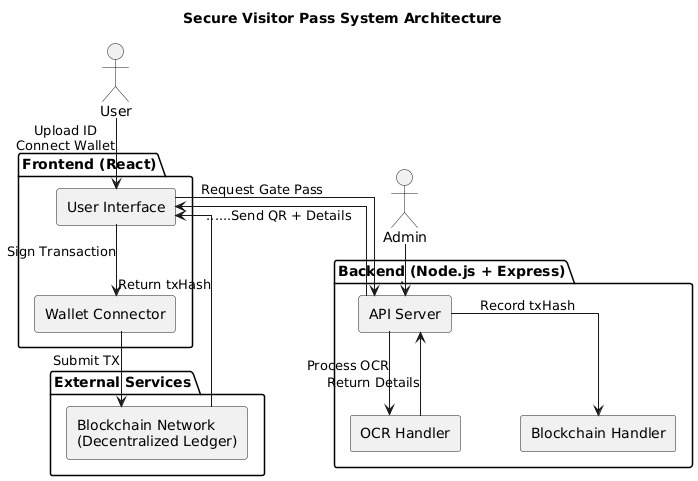 Secure Visitor Pass System Architecture
User
Upload ID
Connect Wallet
Frontend (React)
User Interface
Request Gate Pass
......Send QR + Details
Admin
Sign Transaction
Return txHash
Wallet Connector
Backend (Node.js + Express)
API Server
Record txHash
Submit TX
Process OCR
Return Details
External Services
Blockchain Network
(Decentralized Ledger)
OCR Handler
Blockchain Handler